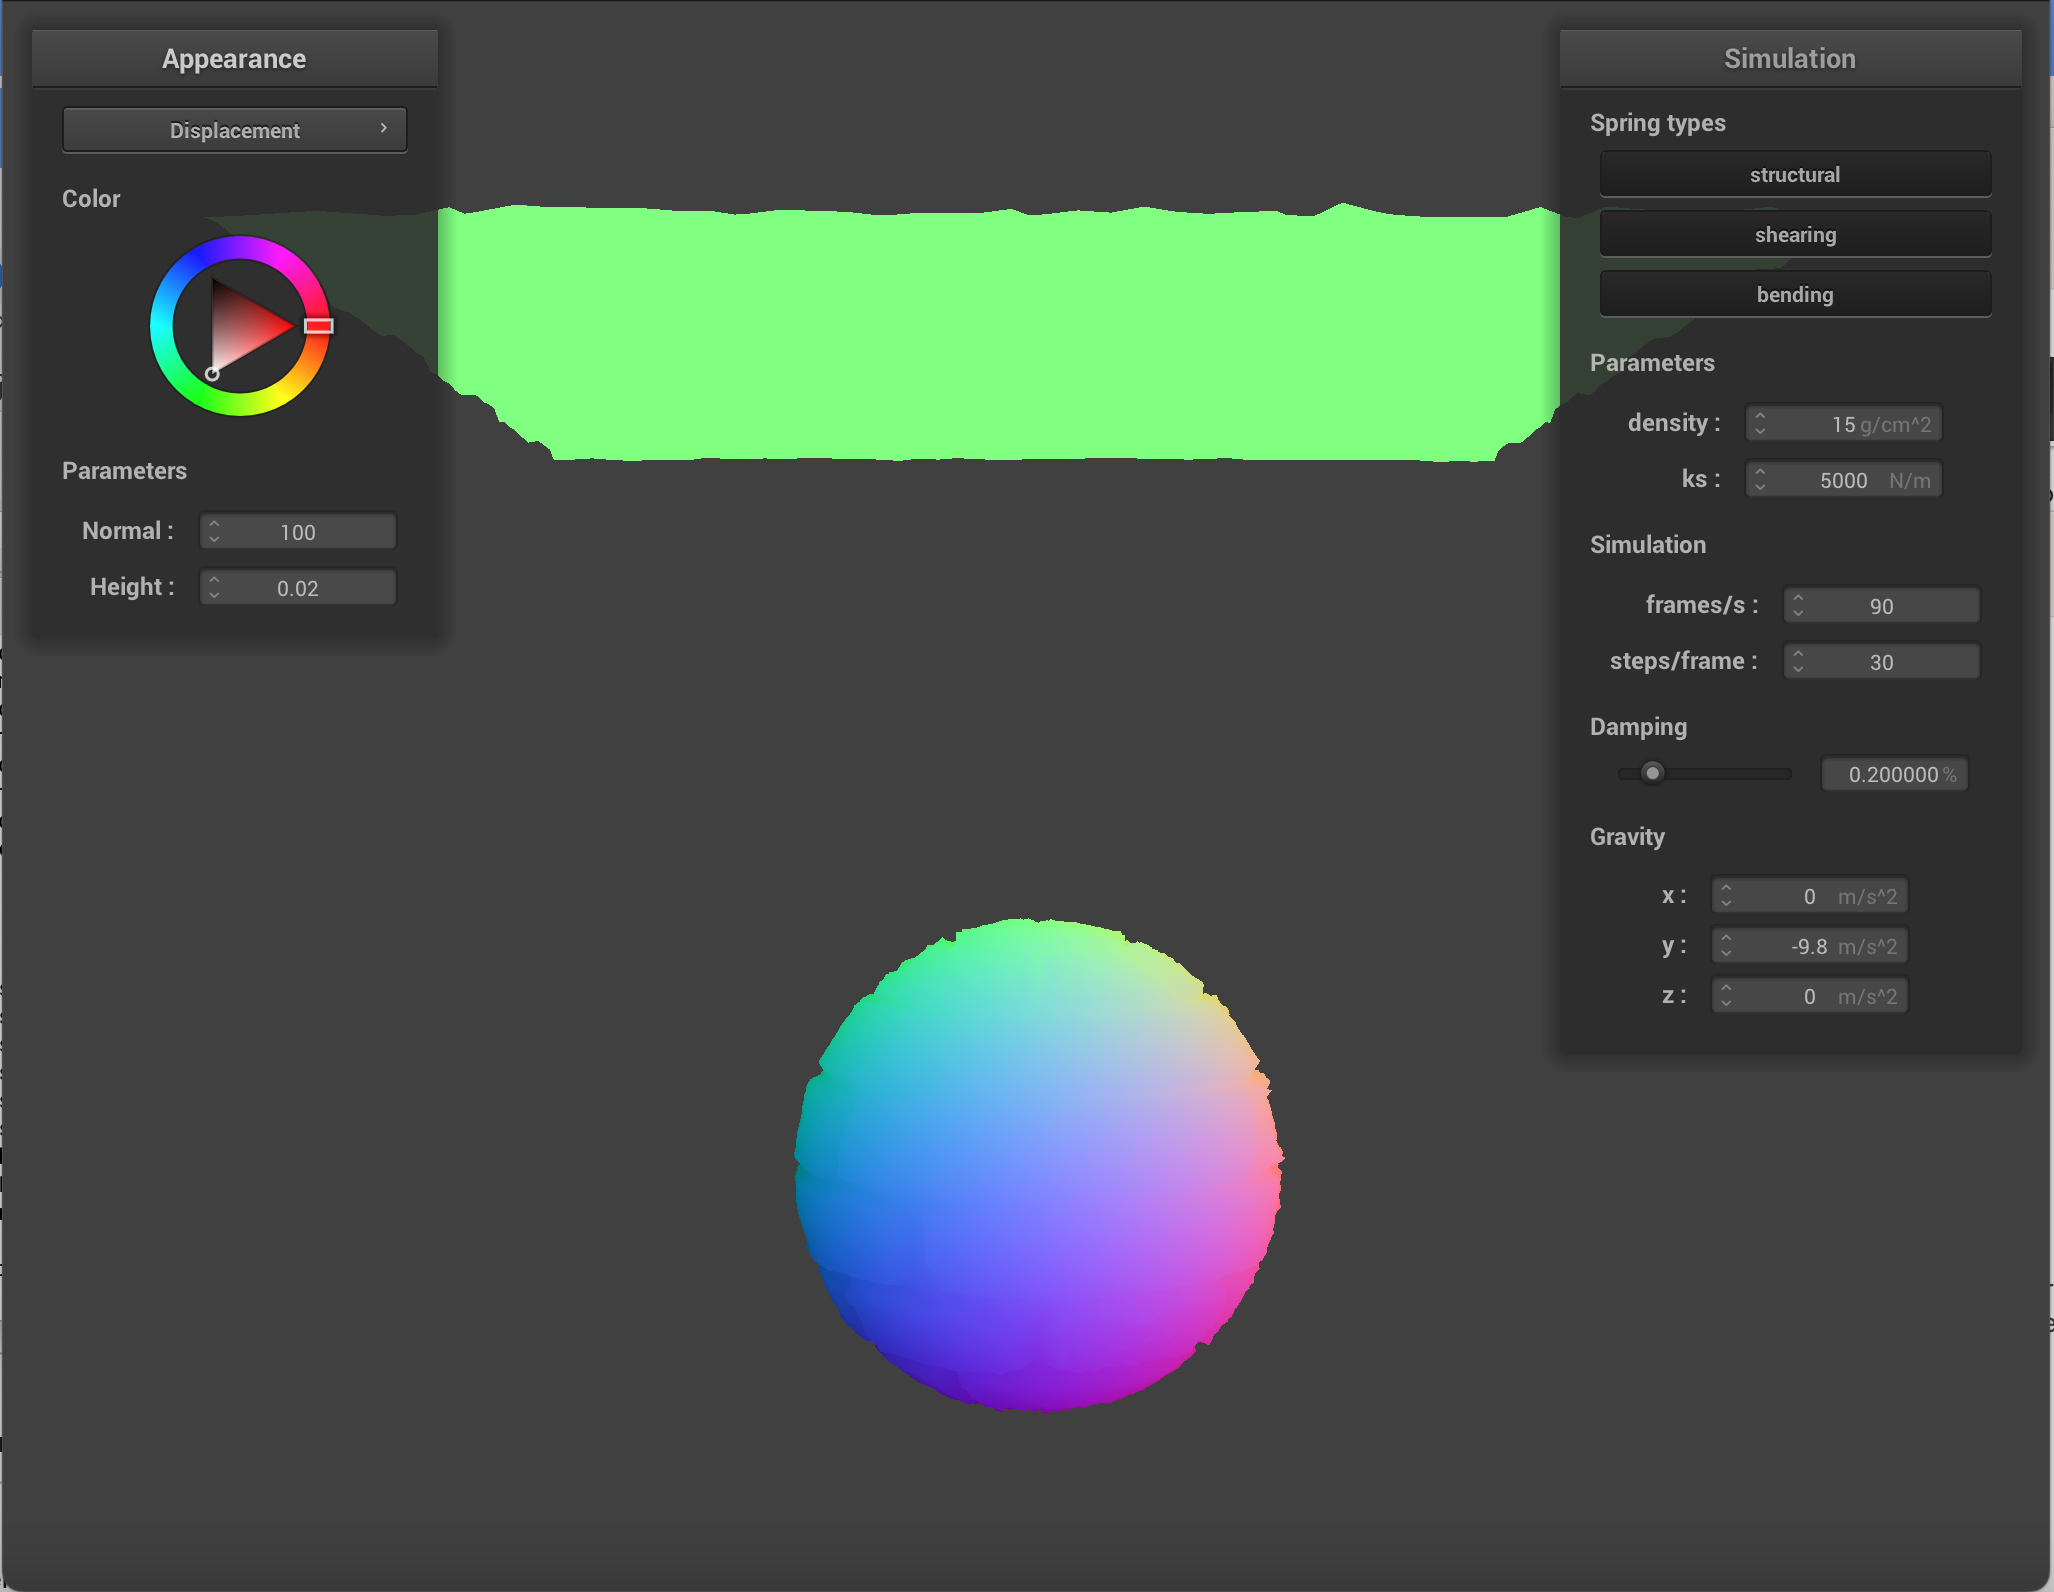 Appearance
Displacement
Color
Parameters
Normal : 100
Height : 0.02
Simulation
Spring types
structural
shearing
bending
Parameters
density : 15 g/cm^2
ks : 5000 N/m
Simulation
frames/s : 90
steps/frame : 30
Damping
0.200000 %
Gravity
x : 0 m/s^2
y : -9.8 m/s^2
z : 0 m/s^2